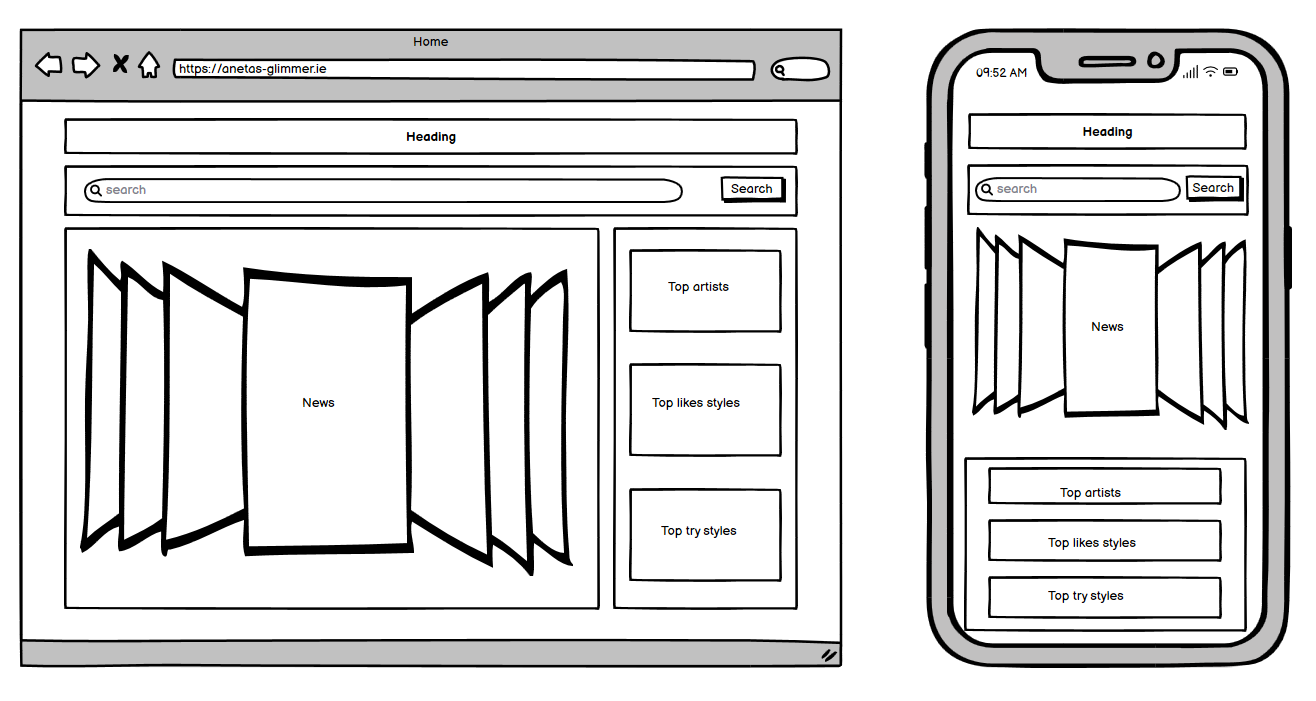 Home
https://anetas-glimmer.ie
Heading
search
Search
News
Top artists
Top likes styles
Top try styles
09:52 AM
Heading
search
Search
News
Top artists
Top likes styles
Top try styles